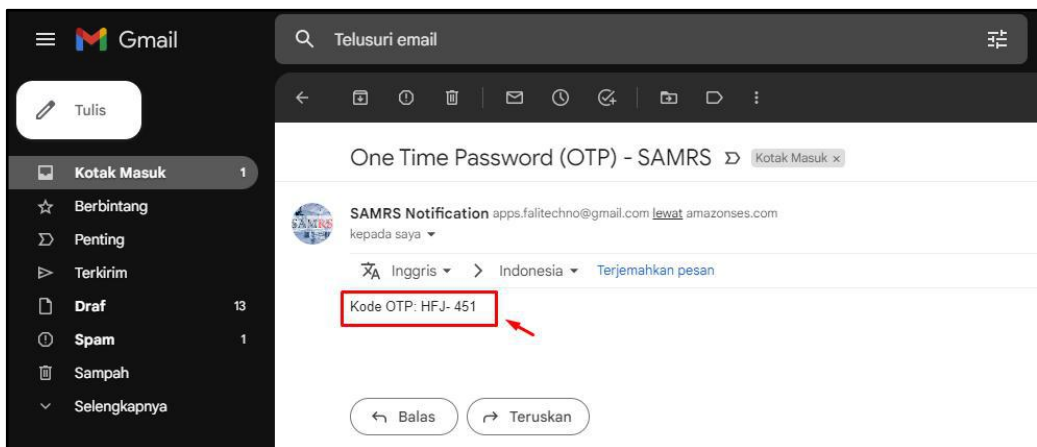 Gmail
Telusuri email
Tulis
One Time Password (OTP) - SAMRS Kotak Masuk x
Kotak Masuk 1
Berbintang
Penting
Terkirim
Draf 13
Spam 1
Sampah
Selengkapnya
SAMRS
SAMRS Notification apps.falitechno@gmail.com lewat amazonses.com
kepada saya
Inggris > Indonesia Terjemahkan pesan
Kode OTP: HFJ- 451
Balas Teruskan